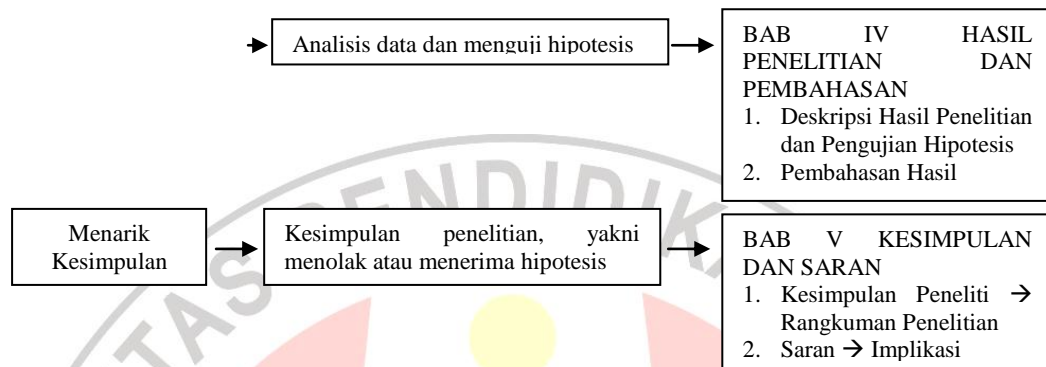 Analisis data dan menguji hipotesis
BAB IV HASIL
PENELITIAN DAN
PEMBAHASAN
1. Deskripsi Hasil Penelitian
dan Pengujian Hipotesis
2. Pembahasan Hasil
TAS PENDIDIKA
Menarik
Kesimpulan
Kesimpulan penelitian, yakni
menolak atau menerima hipotesis
BAB V KESIMPULAN
DAN SARAN
1. Kesimpulan Peneliti →
Rangkuman Penelitian
2. Saran → Implikasi